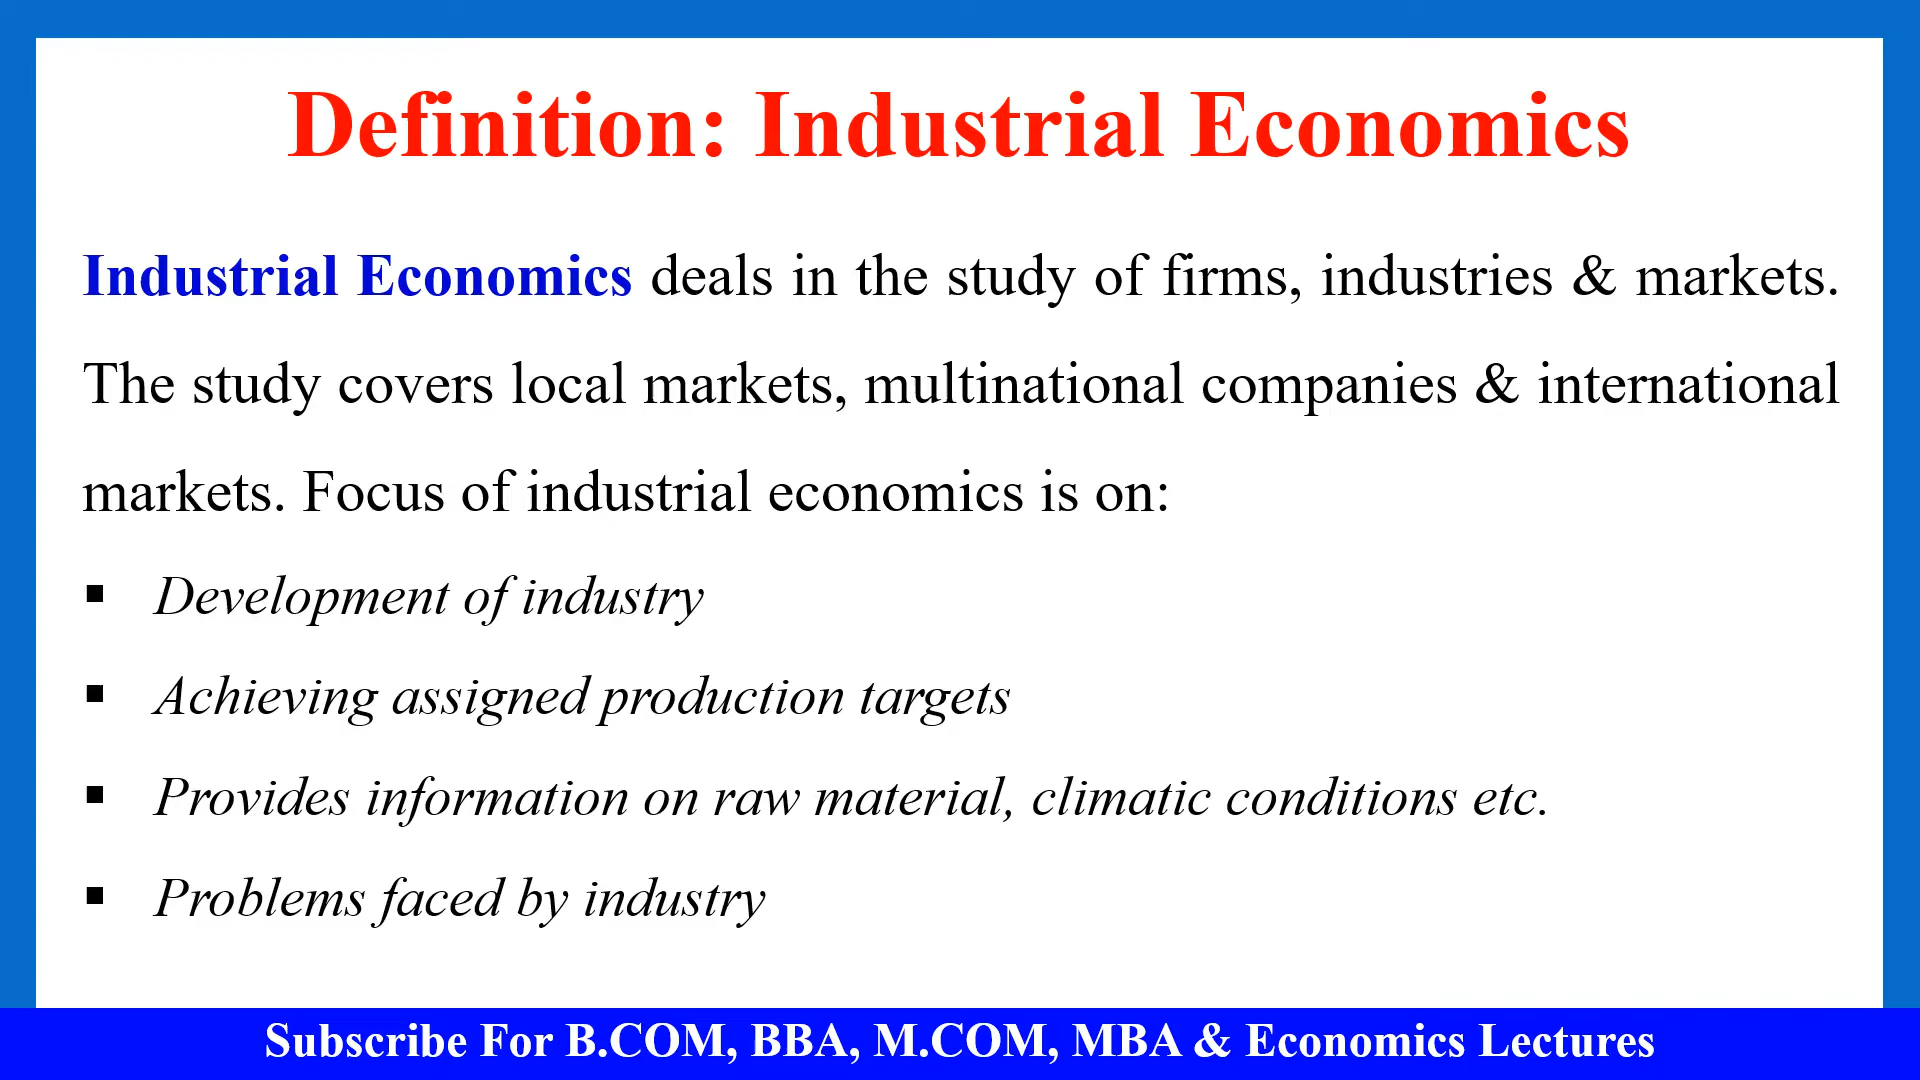 Definition: Industrial Economics
Industrial Economics deals in the study of firms, industries & markets.
The study covers local markets, multinational companies & international
markets. Focus of industrial economics is on:
▪ Development of industry
▪ Achieving assigned production targets
▪ Provides information on raw material, climatic conditions etc.
▪ Problems faced by industry
Subscribe For B.COM, BBA, M.COM, MBA & Economics Lectures